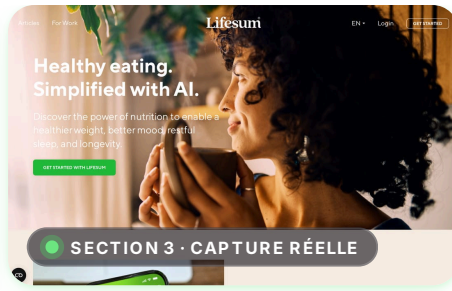 Articles For Work Lifesum EN Login GET STARTED
Healthy eating.
Simplified with AI.
Discover the power of nutrition to enable a
healthier weight, better mood, restful
sleep, and longevity.
GET STARTED WITH LIFESUM
SECTION 3 · CAPTURE RÉELLE
CD